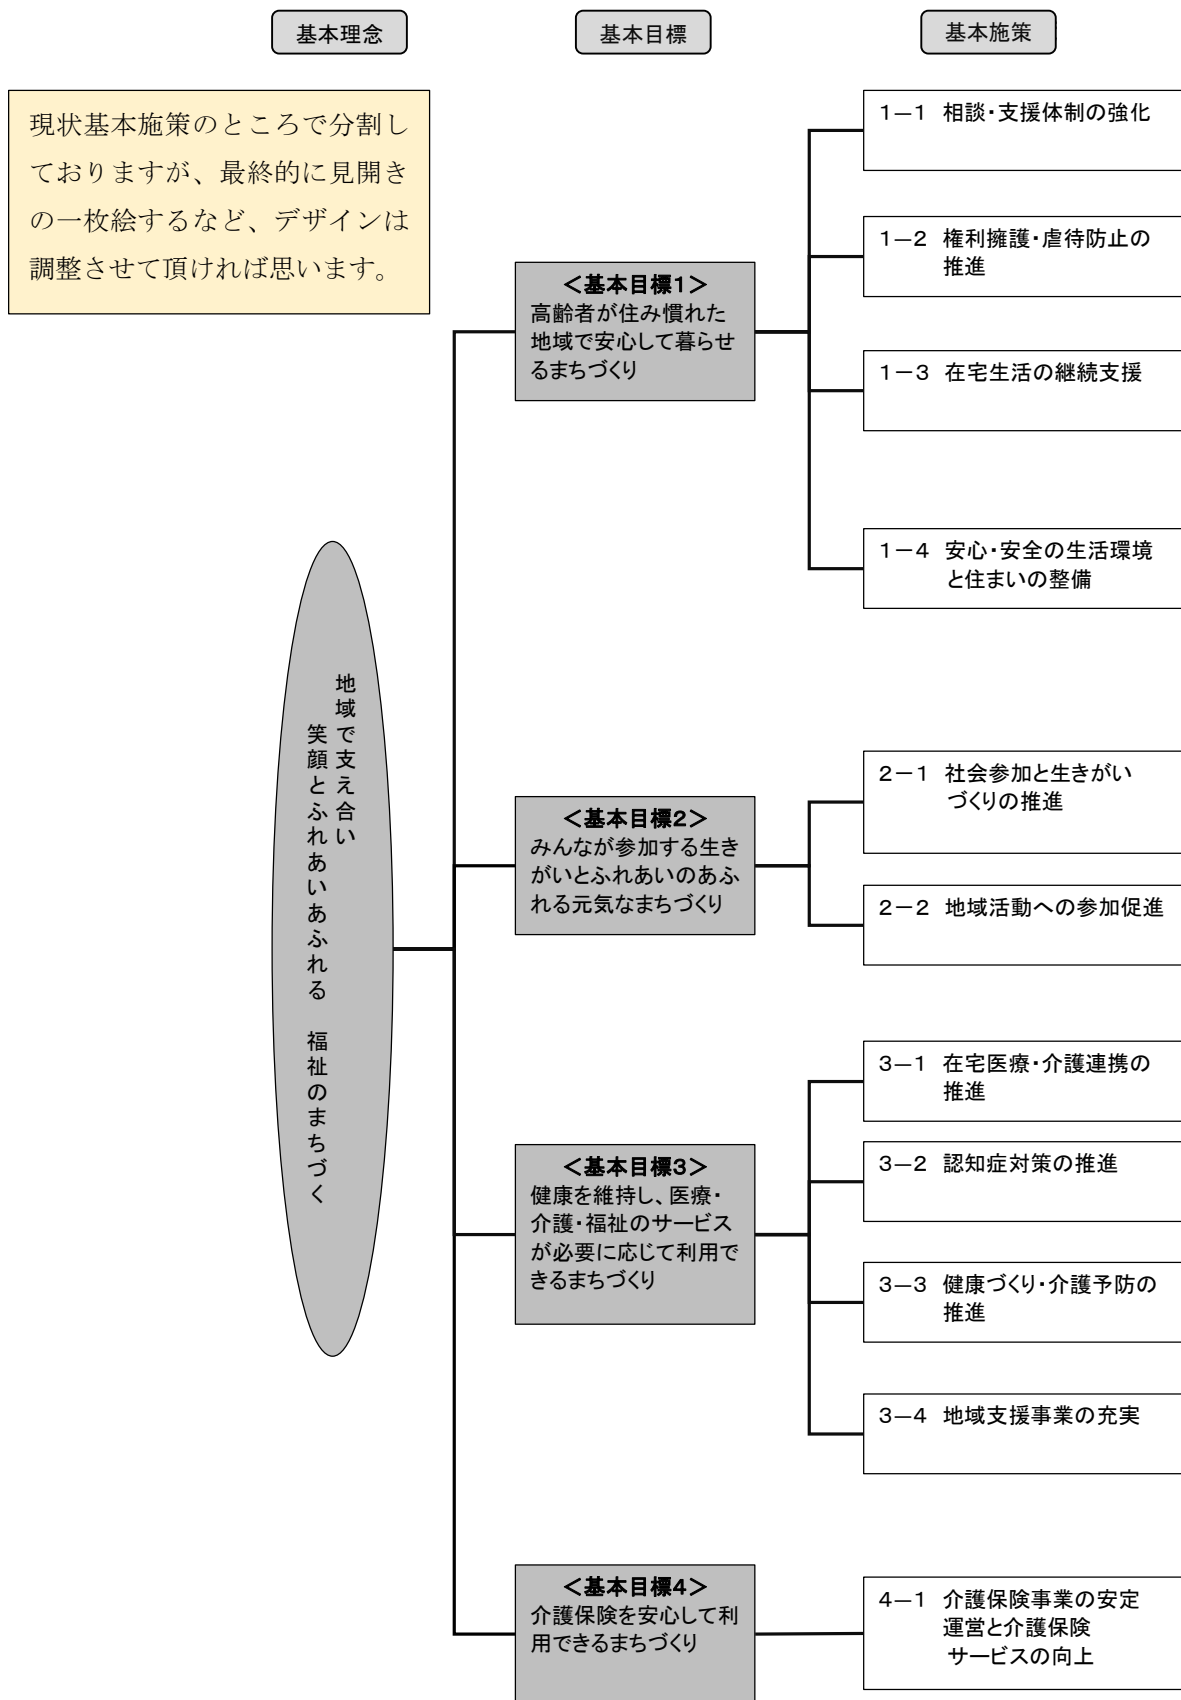 基本理念
基本目標
基本施策
現状基本施策のところで分割し
ておりますが、最終的に見開き
の一枚絵するなど、デザインは
調整させて頂ければ思います。
地域で支え合い
笑顔とふれあいあふれる　福祉のまちづく
＜基本目標1＞
高齢者が住み慣れた
地域で安心して暮らせ
るまちづくり
1―1 相談・支援体制の強化
1―2 権利擁護・虐待防止の
推進
1－3 在宅生活の継続支援
1－4 安心・安全の生活環境
と住まいの整備
＜基本目標2＞
みんなが参加する生き
がいとふれあいのあふ
れる元気なまちづくり
2－1 社会参加と生きがい
づくりの推進
2－2 地域活動への参加促進
＜基本目標3＞
健康を維持し、医療・
介護・福祉のサービス
が必要に応じて利用で
きるまちづくり
3―1 在宅医療・介護連携の
推進
3―2 認知症対策の推進
3―3 健康づくり・介護予防の
推進
3―4 地域支援事業の充実
＜基本目標4＞
介護保険を安心して利
用できるまちづくり
4－1 介護保険事業の安定
運営と介護保険
サービスの向上